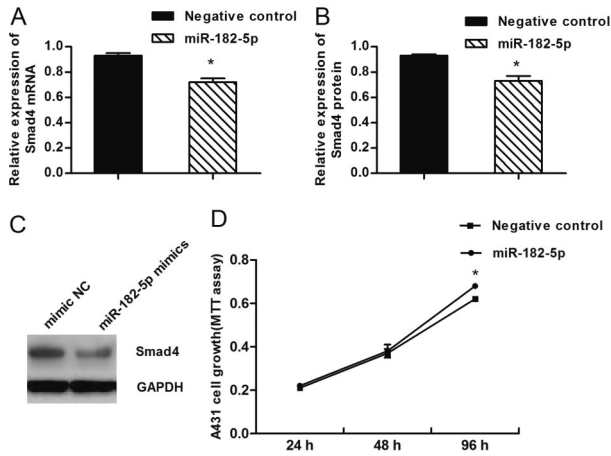 A
Negative control
miR-182-5p
Relative expression of
Smad4 mRNA
1.0
0.8
0.6
0.4
0.2
0.0
*
B
Negative control
miR-182-5p
Relative expression of
Smad4 protein
1.0
0.8
0.6
0.4
0.2
0.0
*
C
mimic NC
miR-182-5p mimics
Smad4
GAPDH
D
Negative control
miR-182-5p
A431 cell growth(MTT assay)
0.8
0.6
0.4
0.2
0.0
*
24 h
48 h
96 h